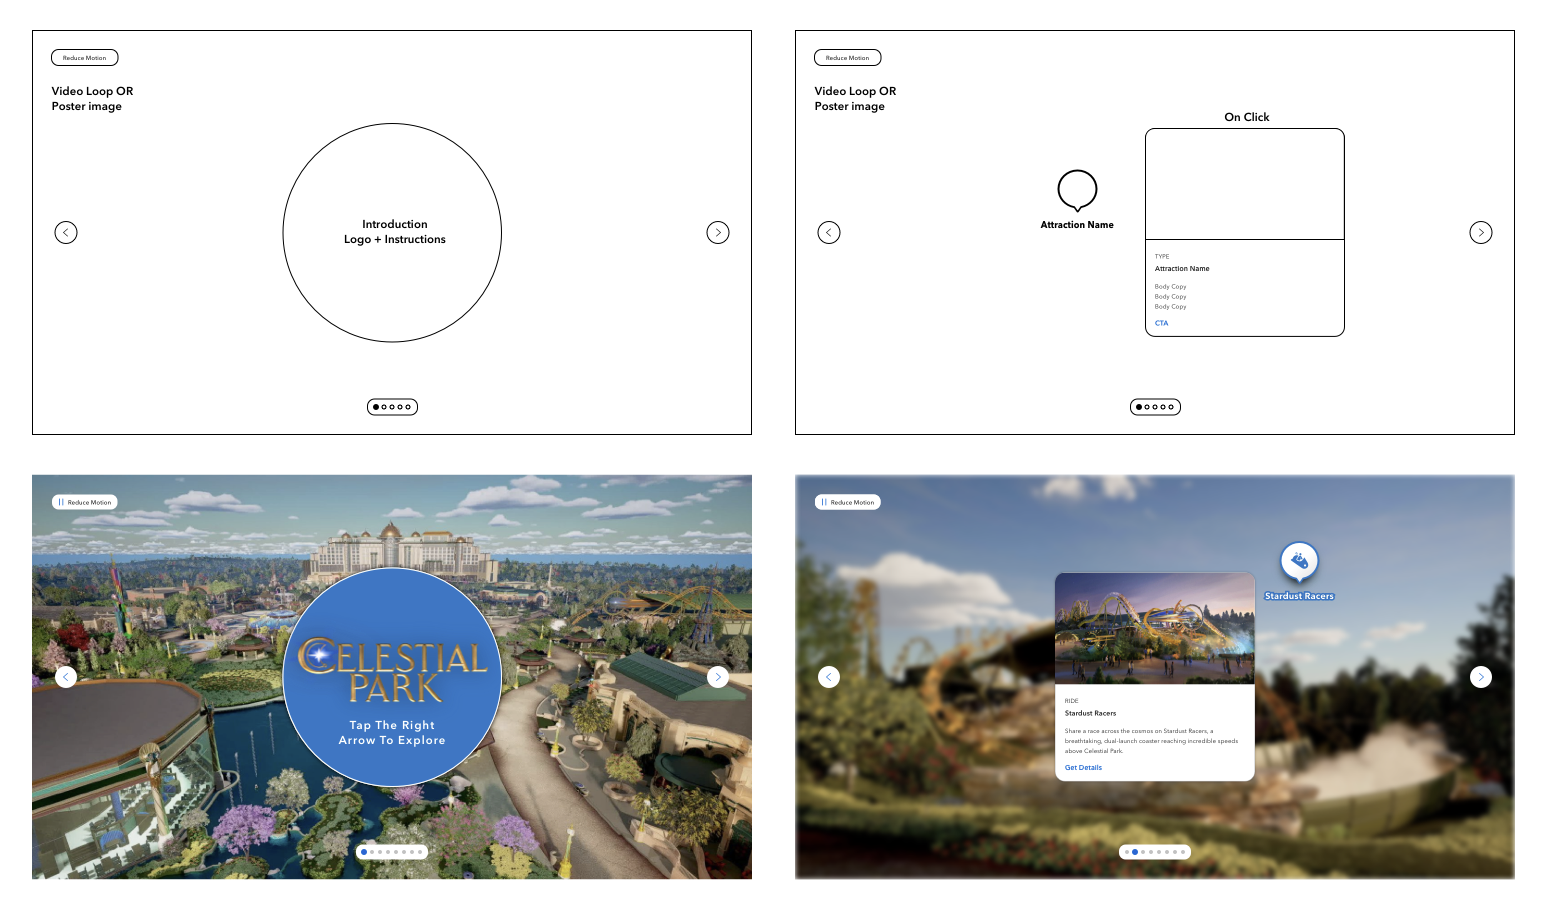 Reduce Motion
Video Loop OR
Poster image
Introduction
Logo + Instructions
Reduce Motion
Video Loop OR
Poster image
On Click
Attraction Name
TYPE
Attraction Name
Body Copy
Body Copy
Body Copy
CTA
Reduce Motion
CELESTIAL
PARK
Tap The Right
Arrow To Explore
Reduce Motion
Stardust Racers
RIDE
Stardust Racers
Share a race across the cosmos on Stardust Racers, a
breathtaking, dual-launch coaster reaching incredible speeds
above Celestial Park.
Get Details